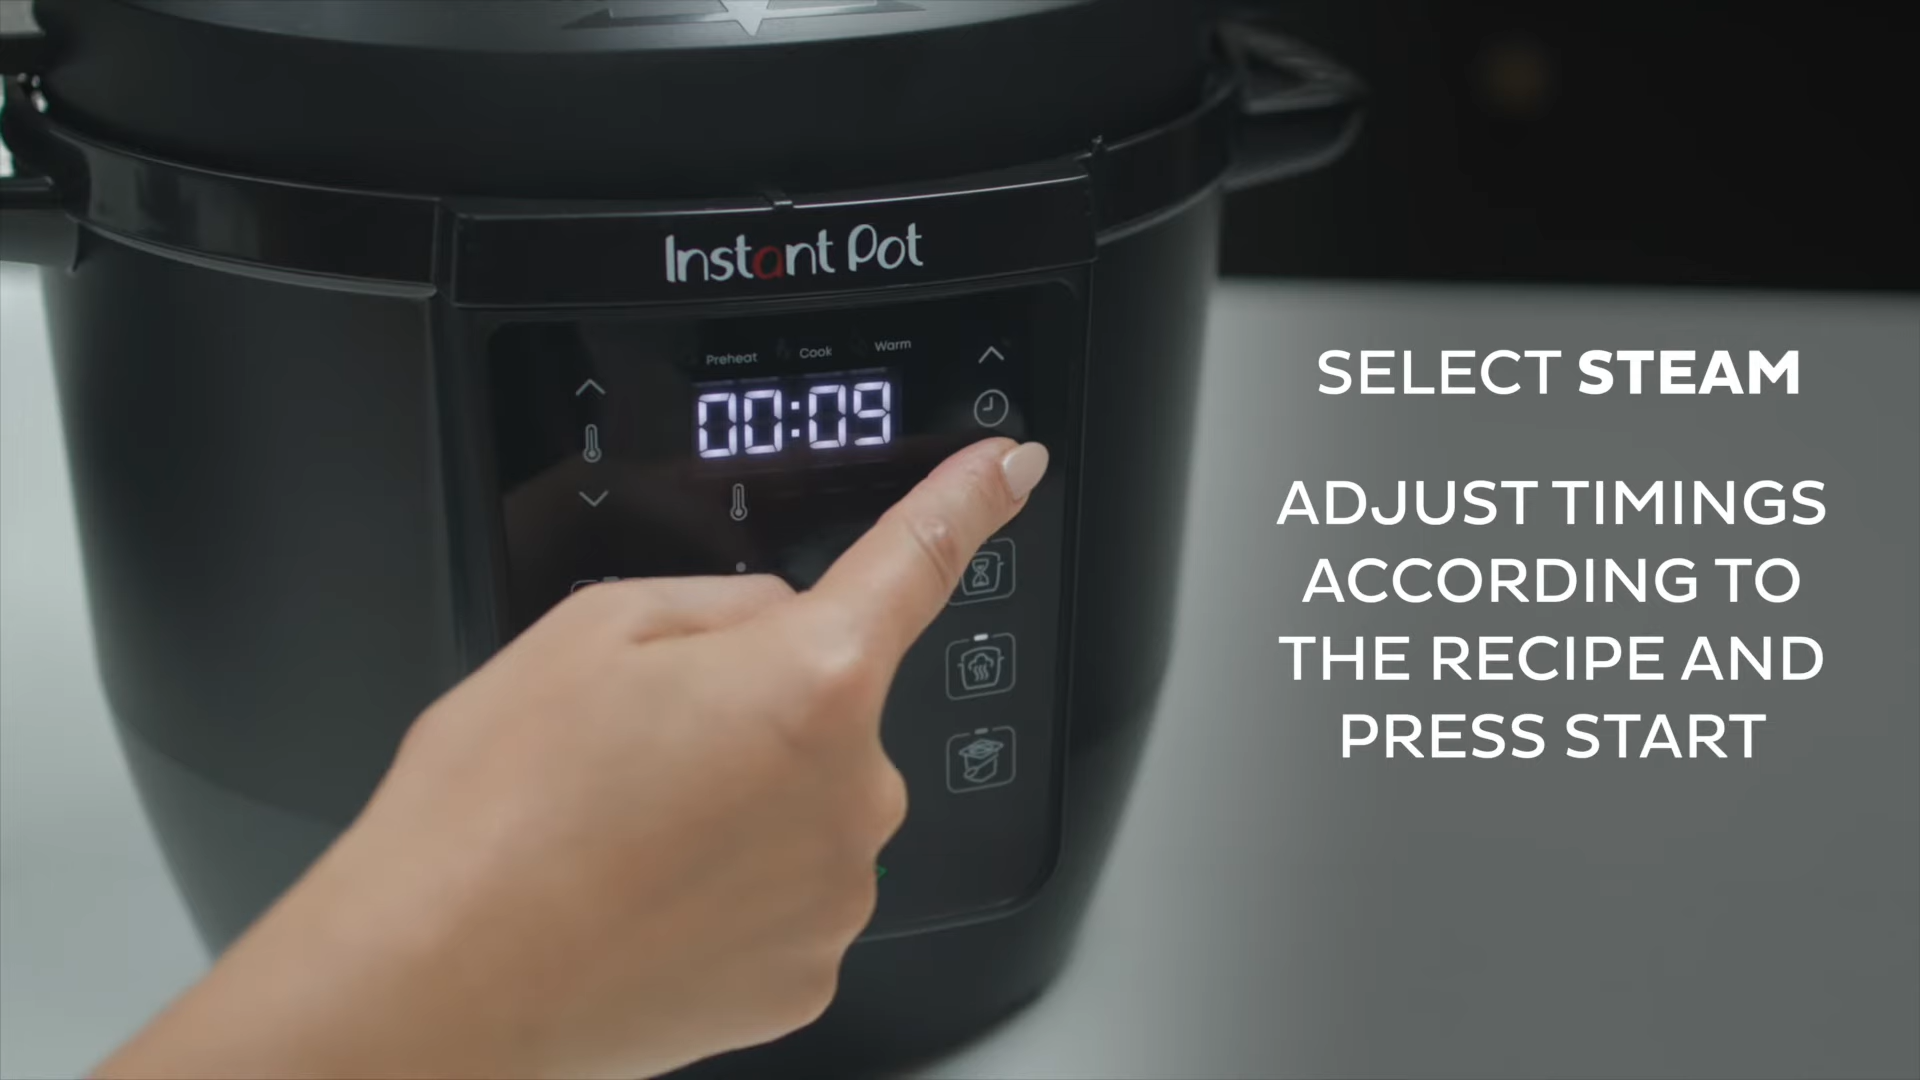 Instant Pot
Preheat Cook Warm
00:09
SELECT STEAM
ADJUST TIMINGS
ACCORDING TO
THE RECIPE AND
PRESS START